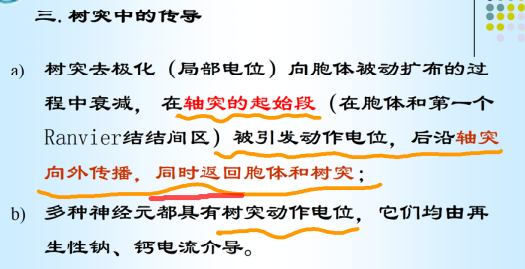 三.树突中的传导
a) 树突去极化（局部电位）向胞体被动扩布的过
程中衰减，在轴突的起始段（在胞体和第一个
Ranvier结结间区）被引发动作电位，后沿轴突
向外传播，同时返回胞体和树突；
b) 多种神经元都具有树突动作电位，它们均由再
生性钠、钙电流介导。